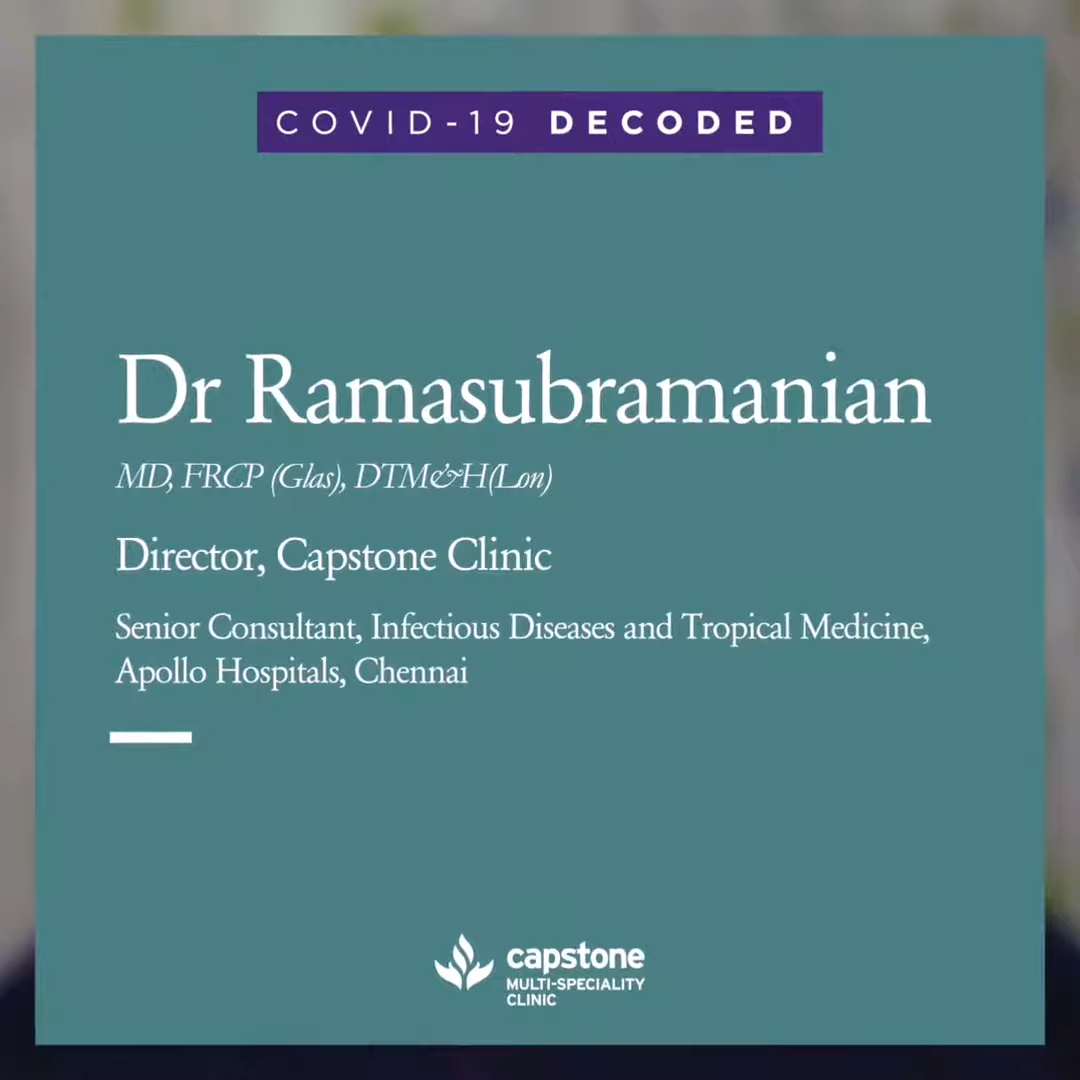 COVID-19 DECODED
Dr Ramasubramanian
MD, FRCP (Glas), DTM&H(Lon)
Director, Capstone Clinic
Senior Consultant, Infectious Diseases and Tropical Medicine,
Apollo Hospitals, Chennai
capstone
MULTI-SPECIALITY
CLINIC